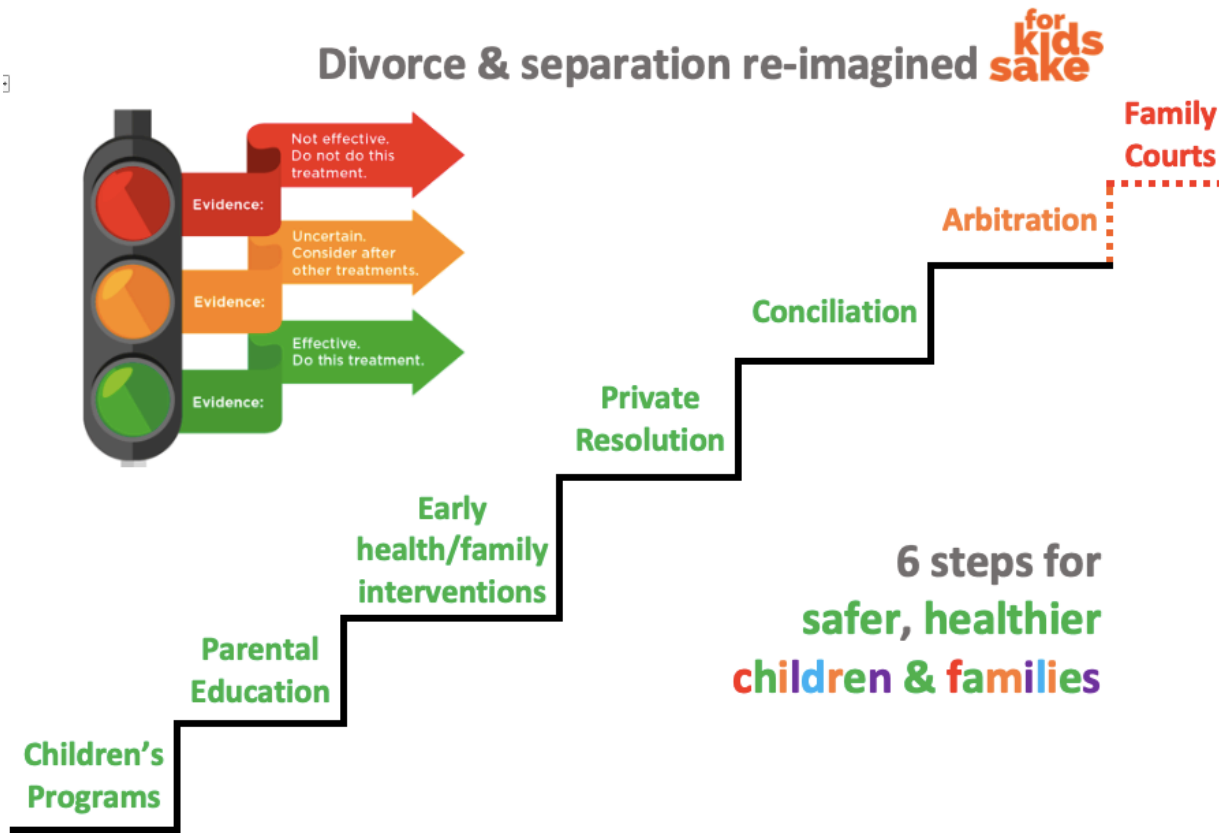 Divorce & separation re-imagined
for
kids
sake
Family
Courts
Not effective.
Do not do this
treatment.
Evidence:
Arbitration
Uncertain.
Consider after
other treatments.
Evidence:
Conciliation
Effective.
Do this treatment.
Evidence:
Private
Resolution
Early
health/family
interventions
6 steps for
safer, healthier
children & families
Parental
Education
Children’s
Programs